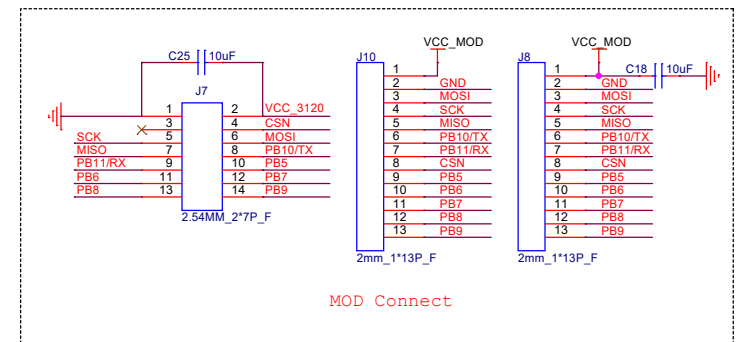 VCC_MOD VCC_MOD
C25 10uF J10 J8
1 1 C18 10uF
J7 2 GND 2 GND
3 MOSI 3 MOSI
1 2 VCC_3120 4 SCK 4 SCK
3 4 CSN 5 MISO 5 MISO
SCK 5 6 MOSI 6 PB10/TX 6 PB10/TX
MISO 7 8 PB10/TX 7 PB11/RX 7 PB11/RX
PB11/RX 9 10 PB5 8 CSN 8 CSN
PB6 11 12 PB7 9 PB5 9 PB5
PB8 13 14 PB9 10 PB6 10 PB6
11 PB7 11 PB7
2.54MM_2*7P_F 12 PB8 12 PB8
13 PB9 13 PB9
2mm_1*13P_F 2mm_1*13P_F
MOD Connect